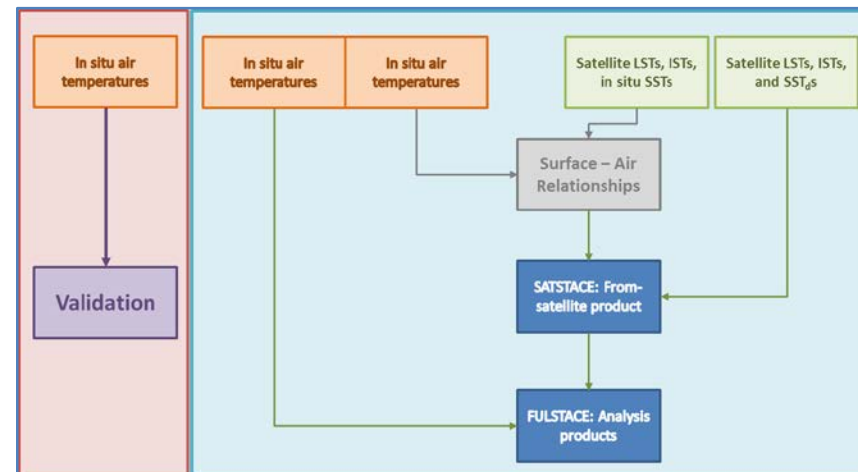 In situ air
temperatures
In situ air
temperatures
In situ air
temperatures
Satellite LSTs, ISTs,
in situ SSTs
Satellite LSTs, ISTs,
and SSTds
Surface – Air
Relationships
Validation
SATSTACE: From-
satellite product
FULSTACE: Analysis
products